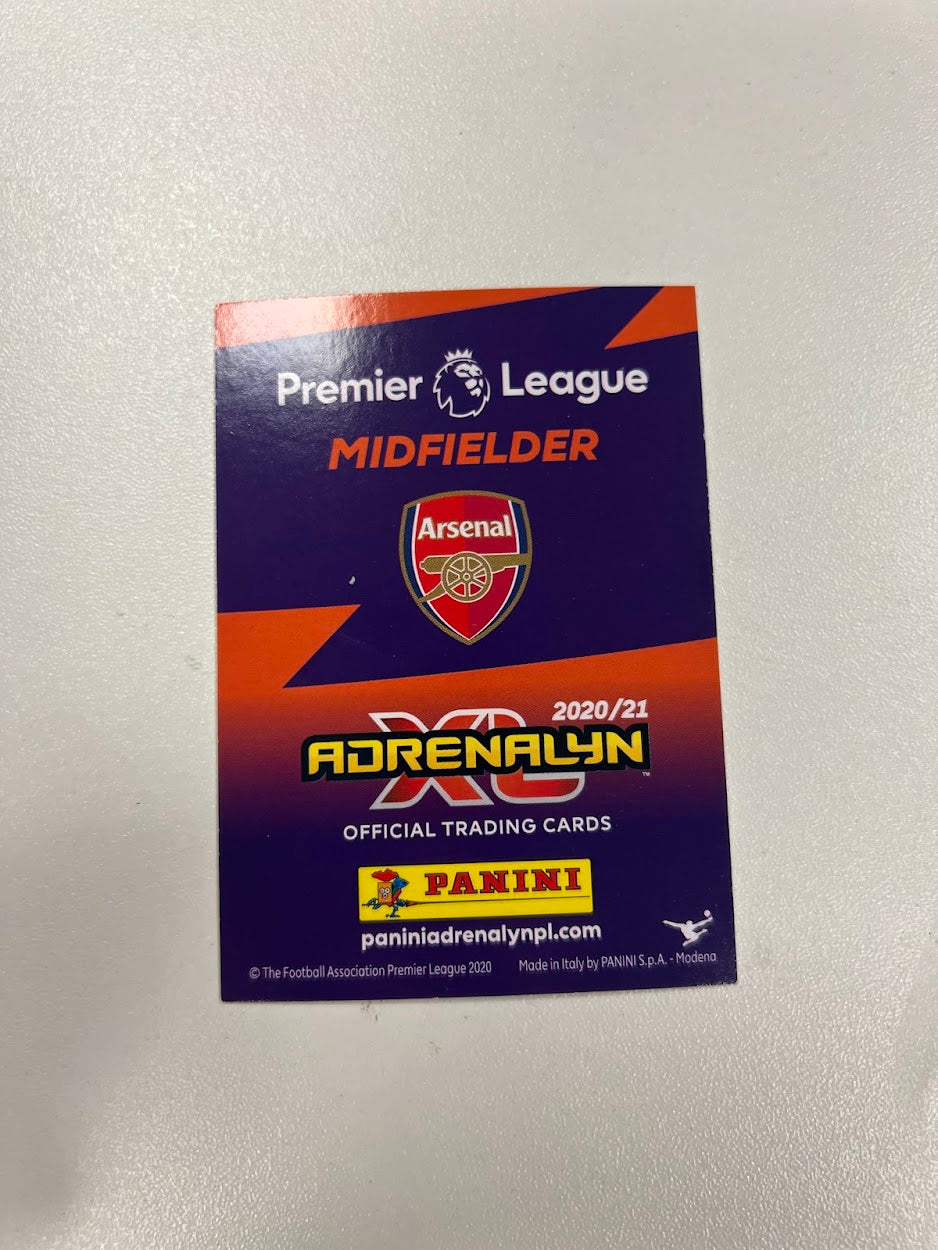 Premier League
MIDFIELDER
Arsenal
2020/21
XL
ADRENALYN
™
OFFICIAL TRADING CARDS
PANINI
paniniadrenalynpl.com
© The Football Association Premier League 2020 Made in Italy by PANINI S.p.A. - Modena